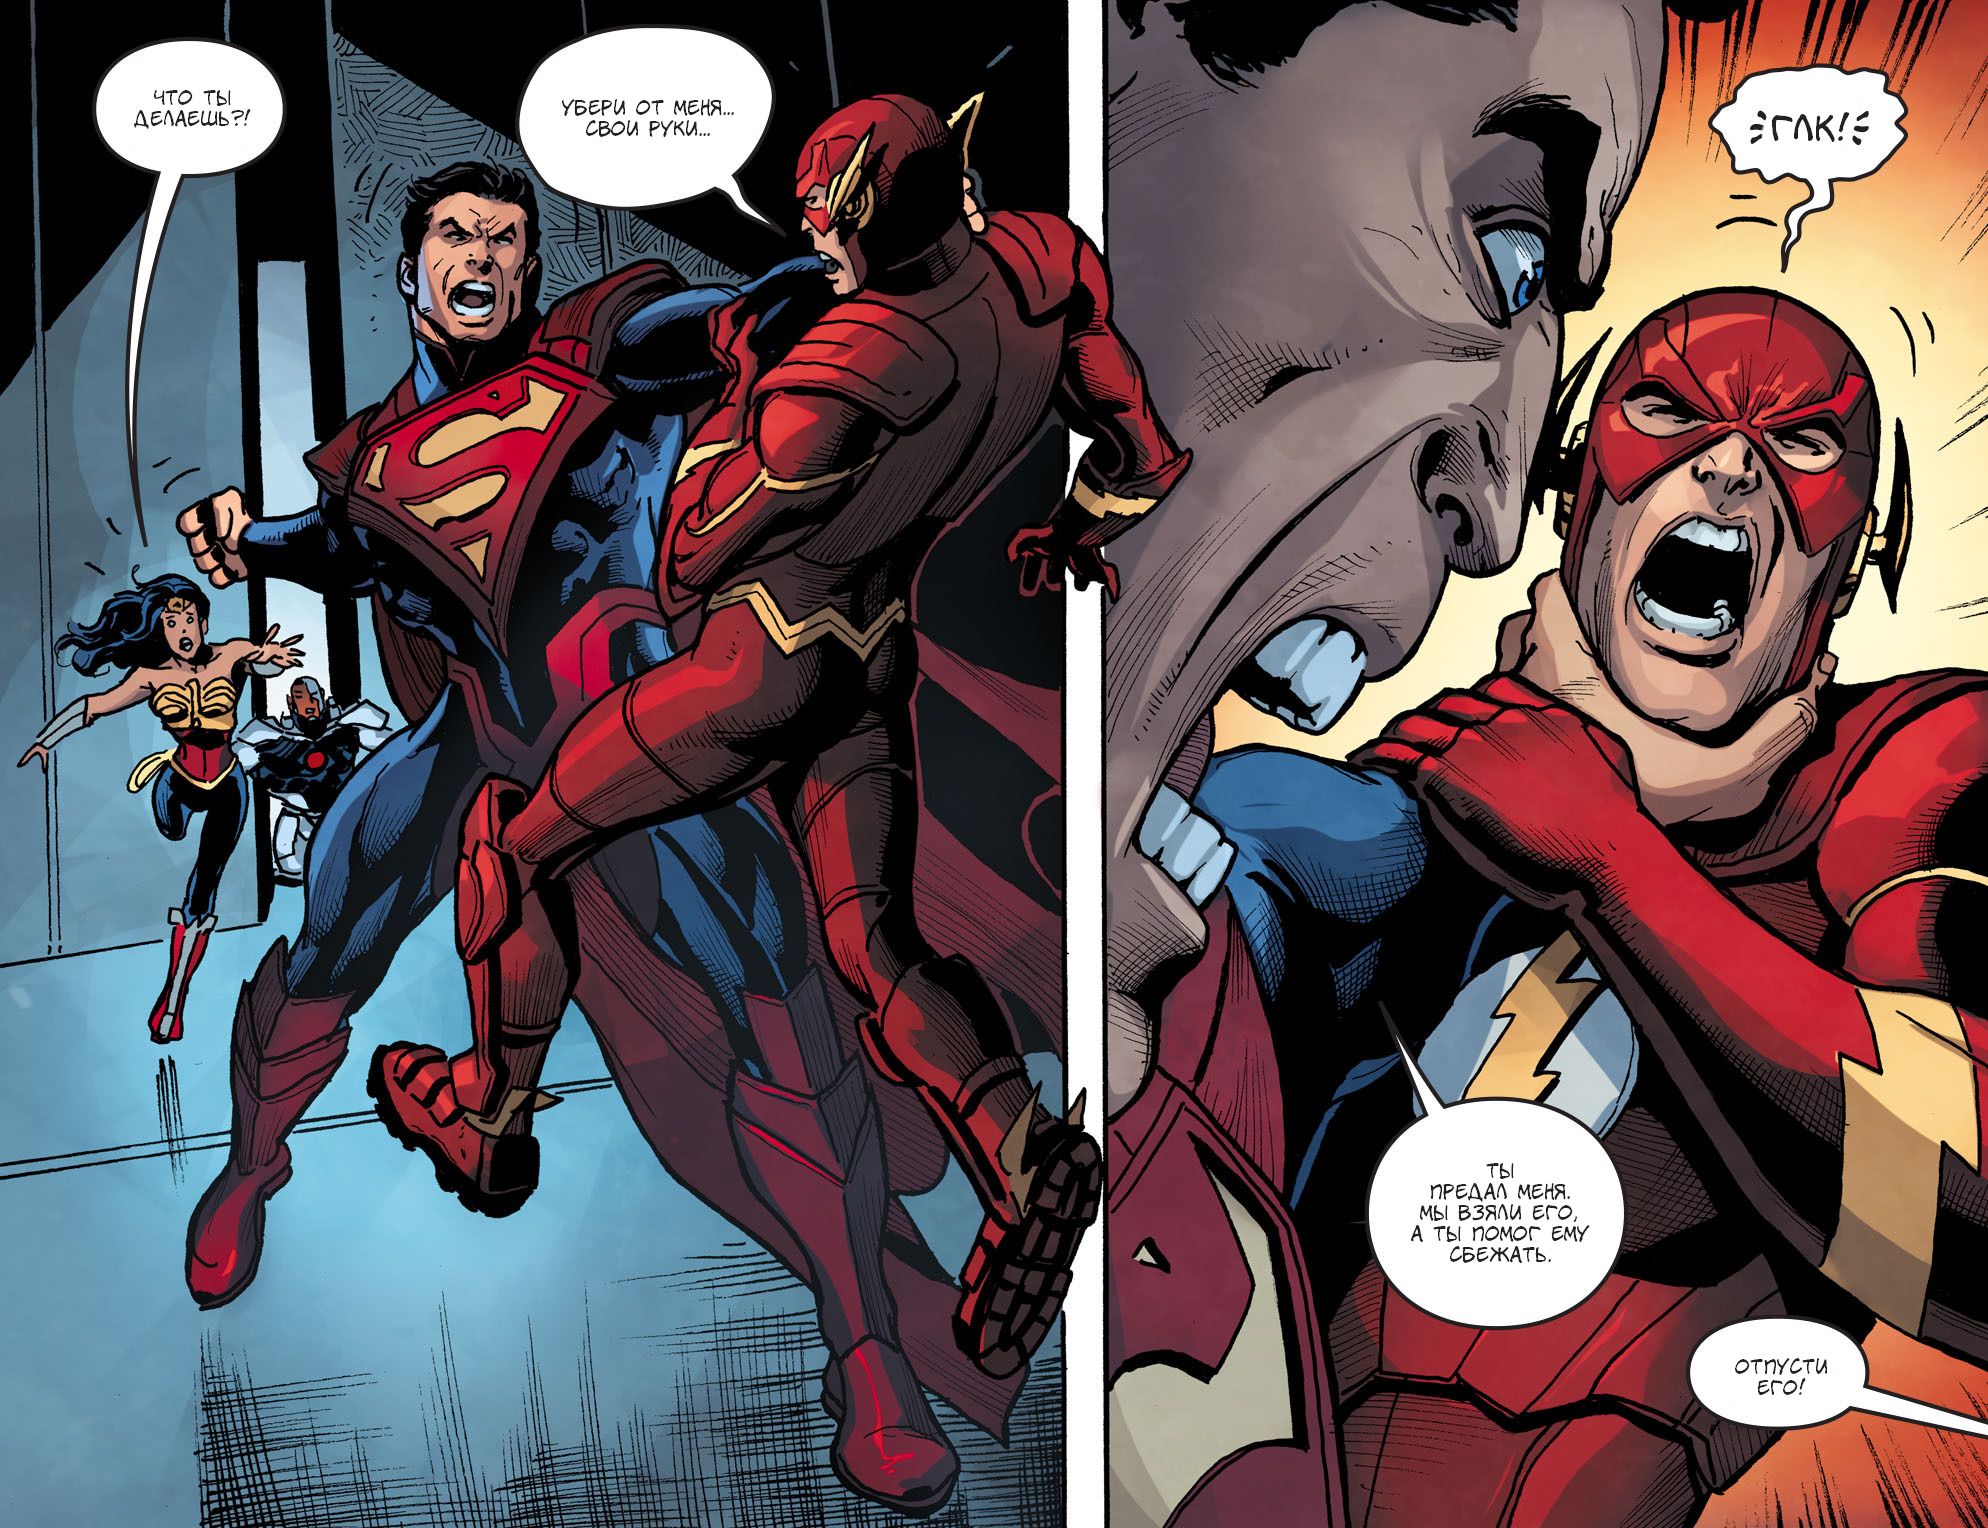 ЧТО ТЫ
ДЕЛАЕШЬ?!
УБЕРИ ОТ МЕНЯ...
СВОИ РУКИ...
ГЛК!
ТЫ
ПРЕДАЛ МЕНЯ.
МЫ ВЗЯЛИ ЕГО,
А ТЫ ПОМОГ ЕМУ
СБЕЖАТЬ.
ОТПУСТИ
ЕГО!